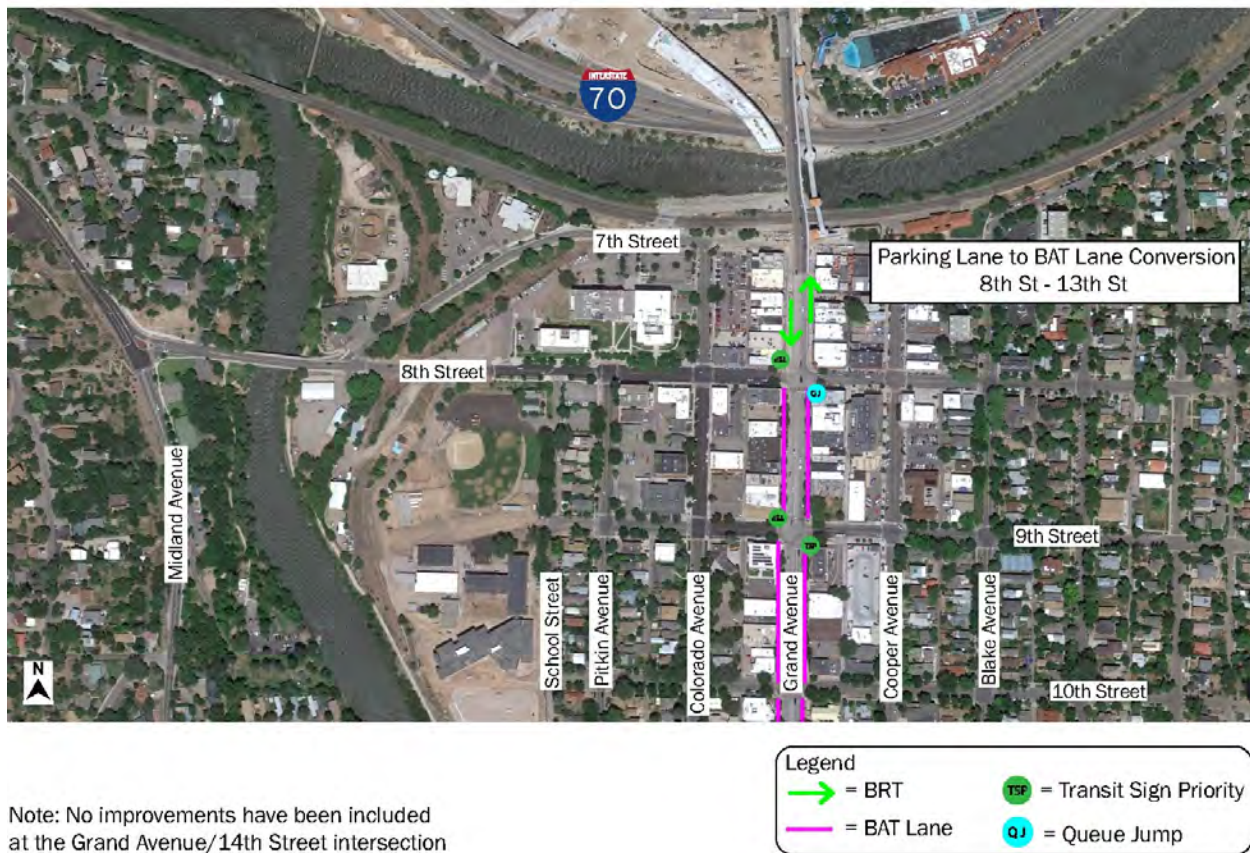 INTERSTATE
70
7th Street
Parking Lane to BAT Lane Conversion
8th St - 13th St
TSP
8th Street
QJ
Midland Avenue
TSP
9th Street
TSP
School Street
Pitkin Avenue
Colorado Avenue
Grand Avenue
Cooper Avenue
Blake Avenue
N
10th Street
Legend
= BRT
TSP = Transit Sign Priority
= BAT Lane
QJ = Queue Jump
Note: No improvements have been included
at the Grand Avenue/14th Street intersection